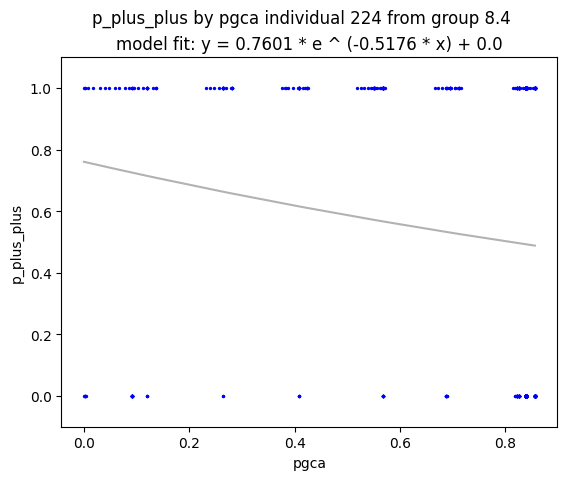 p_plus_plus by pgca individual 224 from group 8.4
model fit: y = 0.7601 * e ^ (-0.5176 * x) + 0.0
1.0
0.8
0.6
0.4
0.2
0.0
p_plus_plus
0.0 0.2 0.4 0.6 0.8
pgca